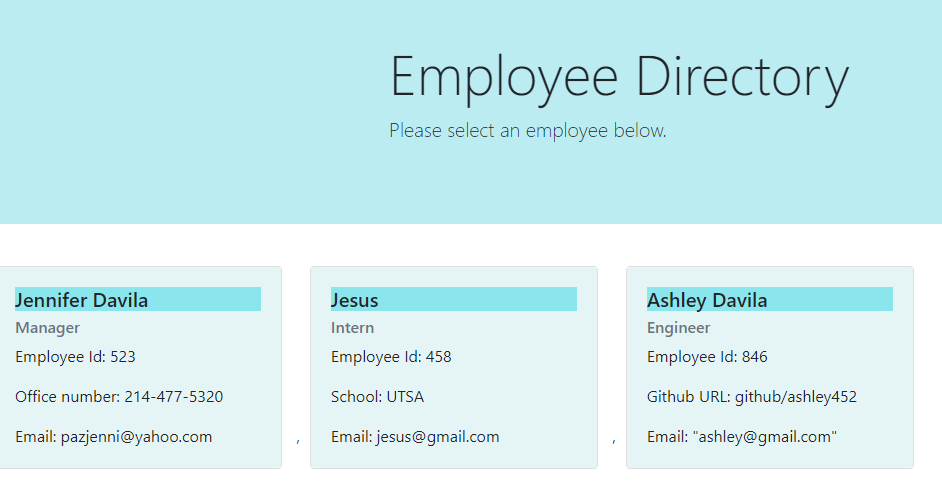 Employee Directory
Please select an employee below.
Jennifer Davila
Manager
Employee Id: 523
Office number: 214-477-5320
Email: pazjenni@yahoo.com
,
Jesus
Intern
Employee Id: 458
School: UTSA
Email: jesus@gmail.com
,
Ashley Davila
Engineer
Employee Id: 846
Github URL: github/ashley452
Email: "ashley@gmail.com"